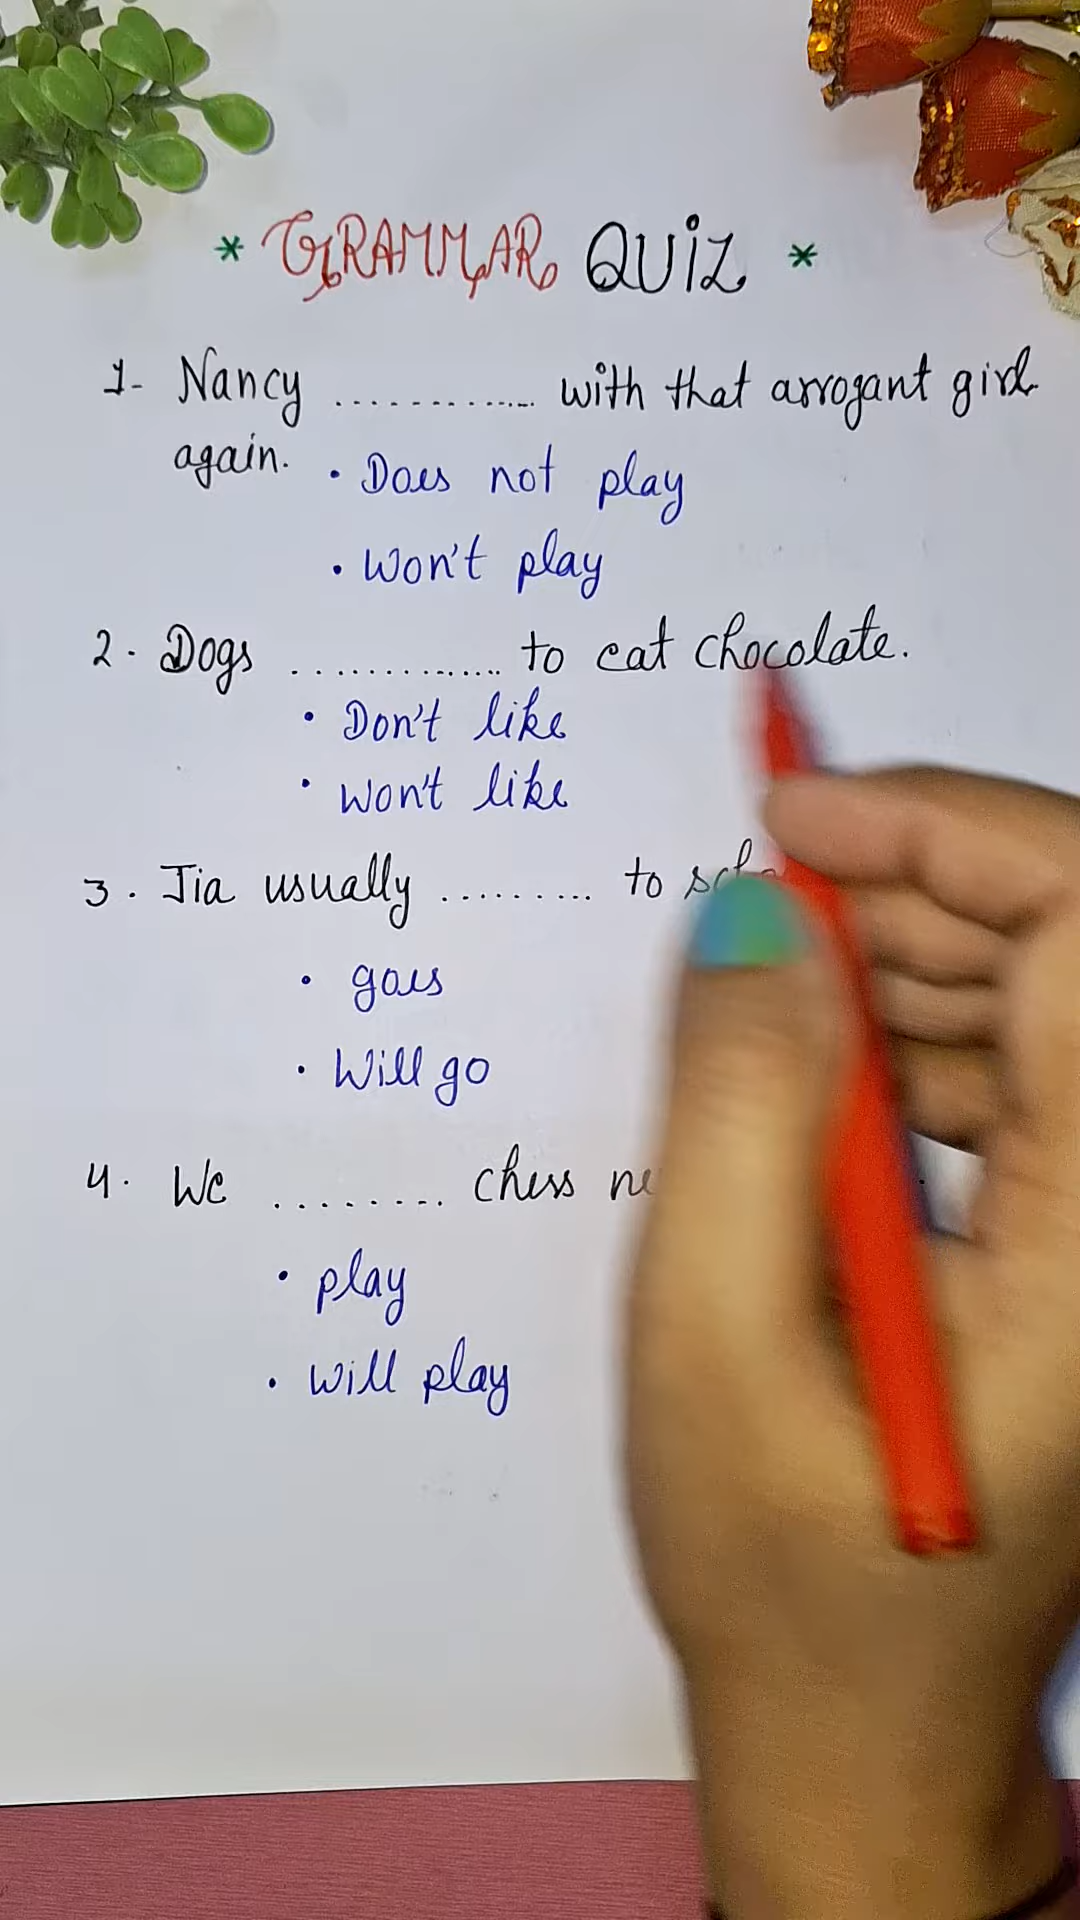 * GRAMMAR QUIZ *
1- Nancy ............. with that arrogant girl
again.
• Does not play
• Won't play
2. Dogs ............. to eat chocolate.
• Don't like
• Won't like
3. Jia usually ......... to
• goes
• Will go
4. We ........ chess
• play
• Will play